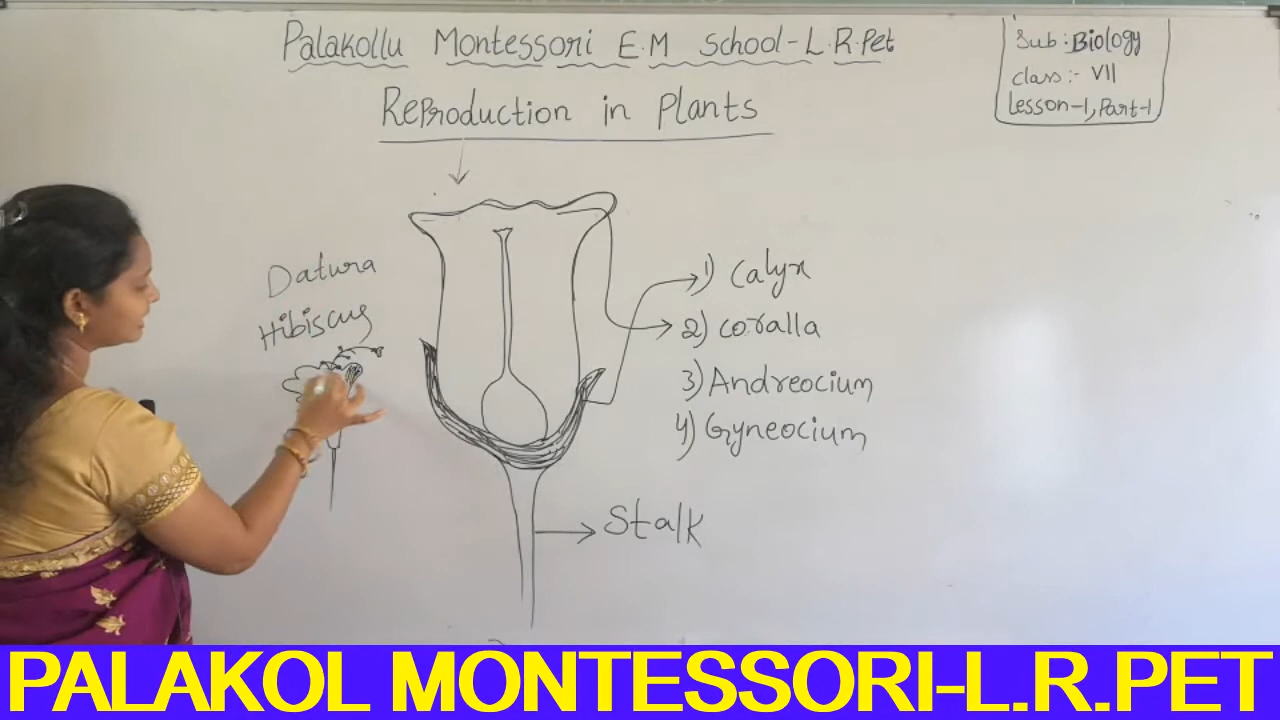 Palakollu Montessori E.M School-L.R.Pet
Sub:Biology
class:- VII
Lesson-1, Part-1
Reproduction in Plants
Datura
Hibiscus
1) Calyx
2) coralla
3) Andreocium
4) Gyneocium
Stalk
PALAKOL MONTESSORI-L.R.PET